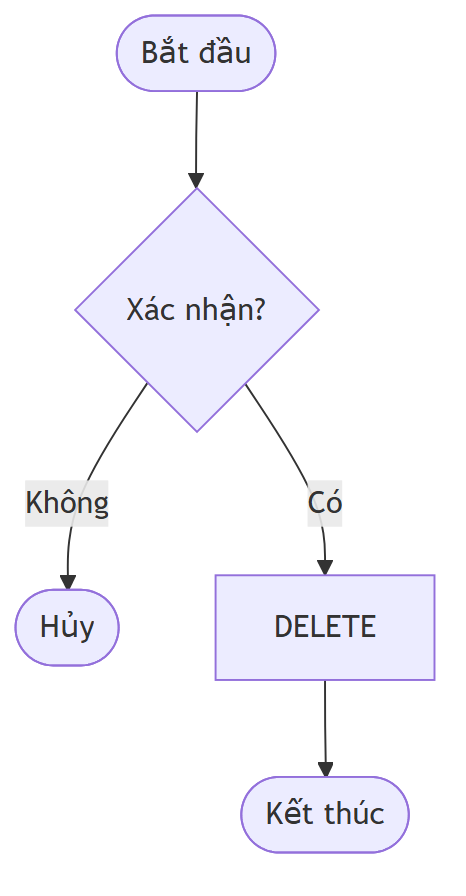 Bắt đầu
Xác nhận?
Không
Có
Hủy
DELETE
Kết thúc